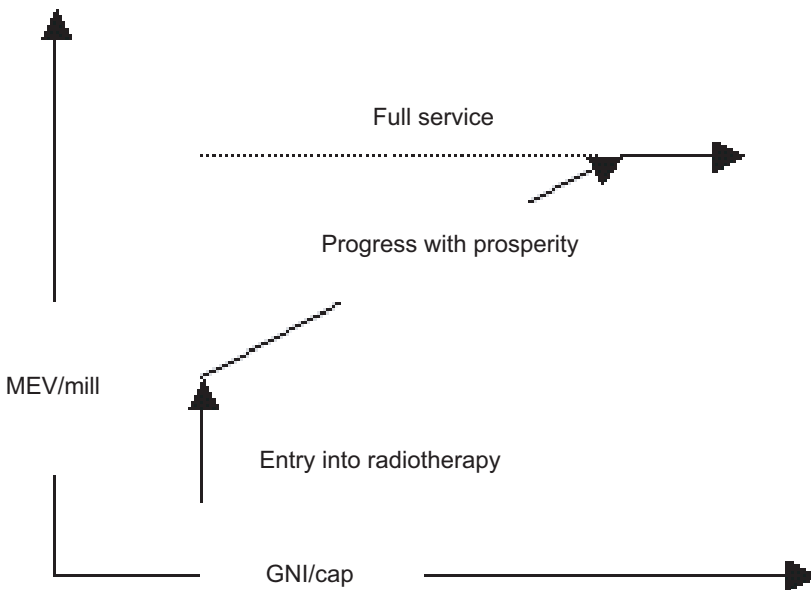 Full service
Progress with prosperity
MEV/mill
Entry into radiotherapy
GNI/cap